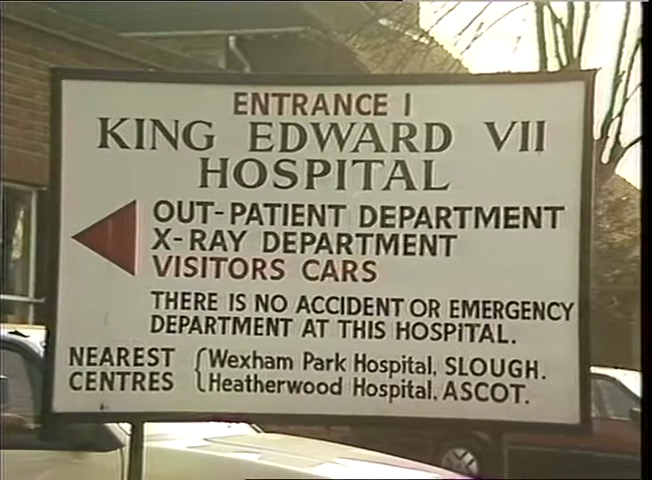 ENTRANCE 1
KING EDWARD VII
HOSPITAL
OUT-PATIENT DEPARTMENT
X-RAY DEPARTMENT
VISITORS CARS
THERE IS NO ACCIDENT OR EMERGENCY
DEPARTMENT AT THIS HOSPITAL.
NEAREST CENTRES { Wexham Park Hospital, SLOUGH.
Heatherwood Hospital, ASCOT.